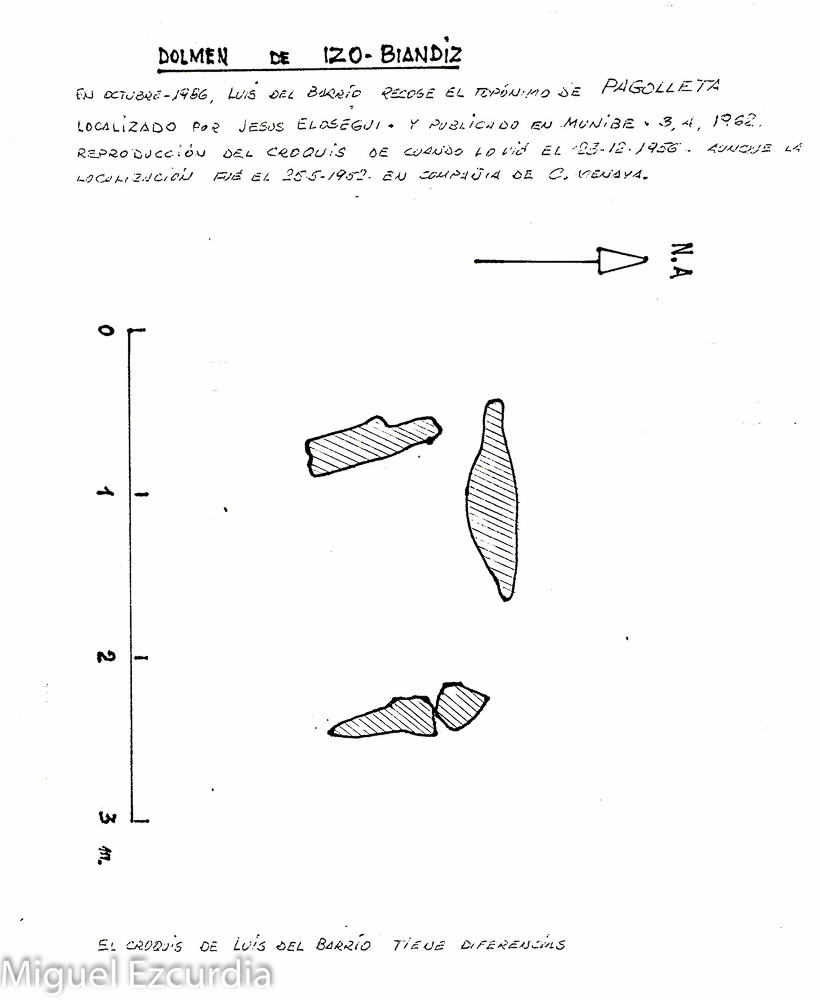 DOLMEN DE IZO-BIANDIZ
EN OCTUBRE-1986, LUIS DEL BARRIO RECOGE EL TOPÓNIMO DE PAGOLLETA
LOCALIZADO POR JESUS ELOSEGUI. Y PUBLICADO EN MUNIBE. 3, 4, 1962.
REPRODUCCIÓN DEL CROQUIS DE CUANDO LO VIÓ EL 23-12-1956. AUNQUE LA
LOCALIZACIÓN FUÉ EL 25-5-1952. EN COMPAÑIA DE C.
N.A
0
1
2
3 m.
EL CROQUIS DE LUIS DEL BARRIO TIENE DIFERENCIAS
Miguel Ezcurdia